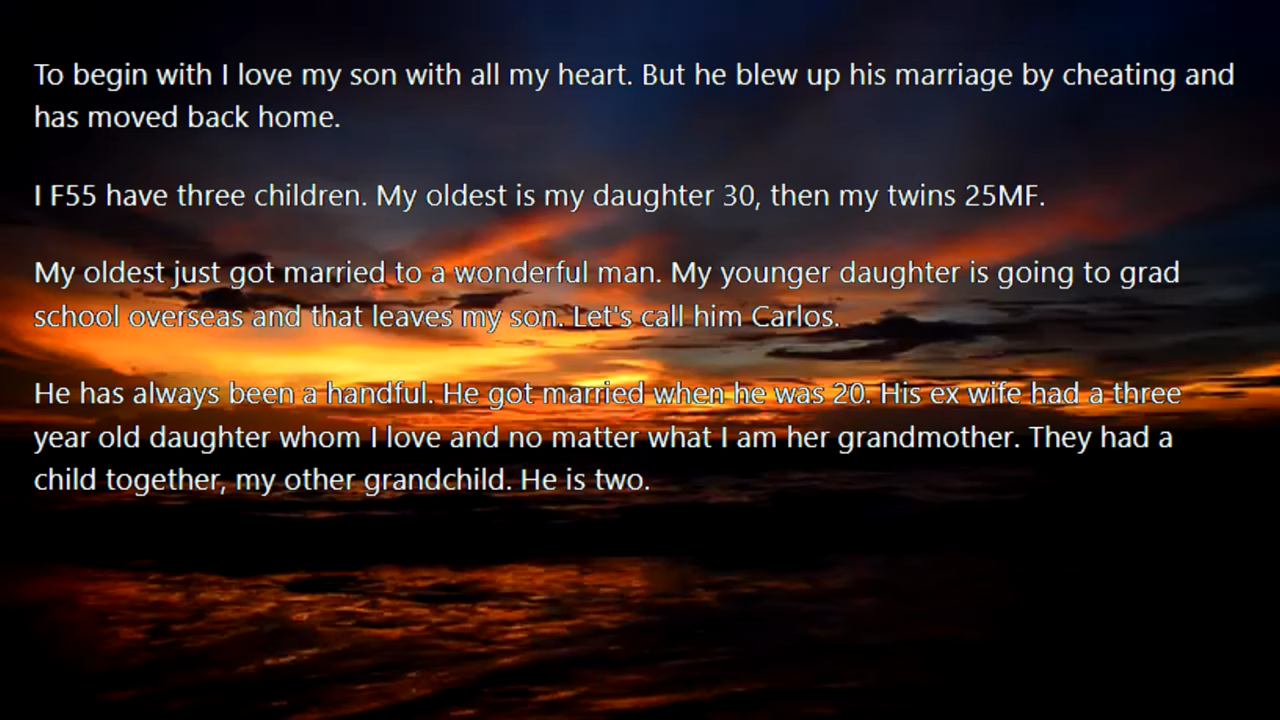 To begin with I love my son with all my heart. But he blew up his marriage by cheating and
has moved back home.
I F55 have three children. My oldest is my daughter 30, then my twins 25MF.
My oldest just got married to a wonderful man. My younger daughter is going to grad
school overseas and that leaves my son. Let's call him Carlos.
He has always been a handful. He got married when he was 20. His ex wife had a three
year old daughter whom I love and no matter what I am her grandmother. They had a
child together, my other grandchild. He is two.